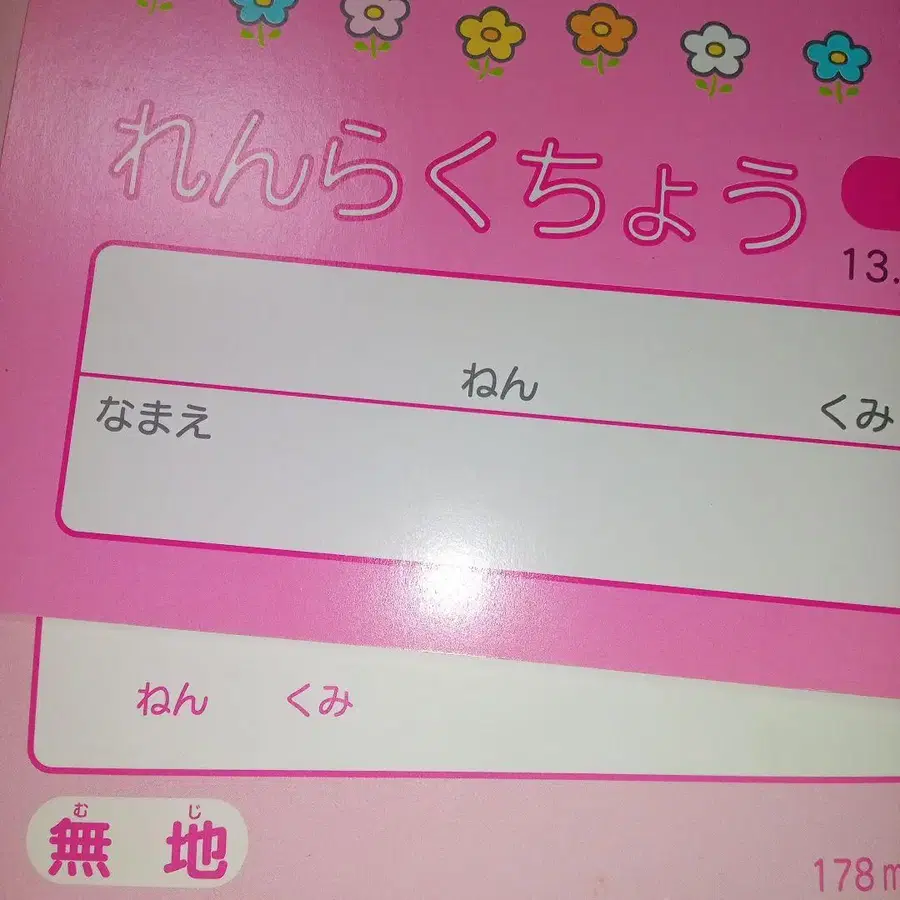 れんらくちょう
13.
ねん くみ
なまえ
ねん くみ
むじ
無地
178m